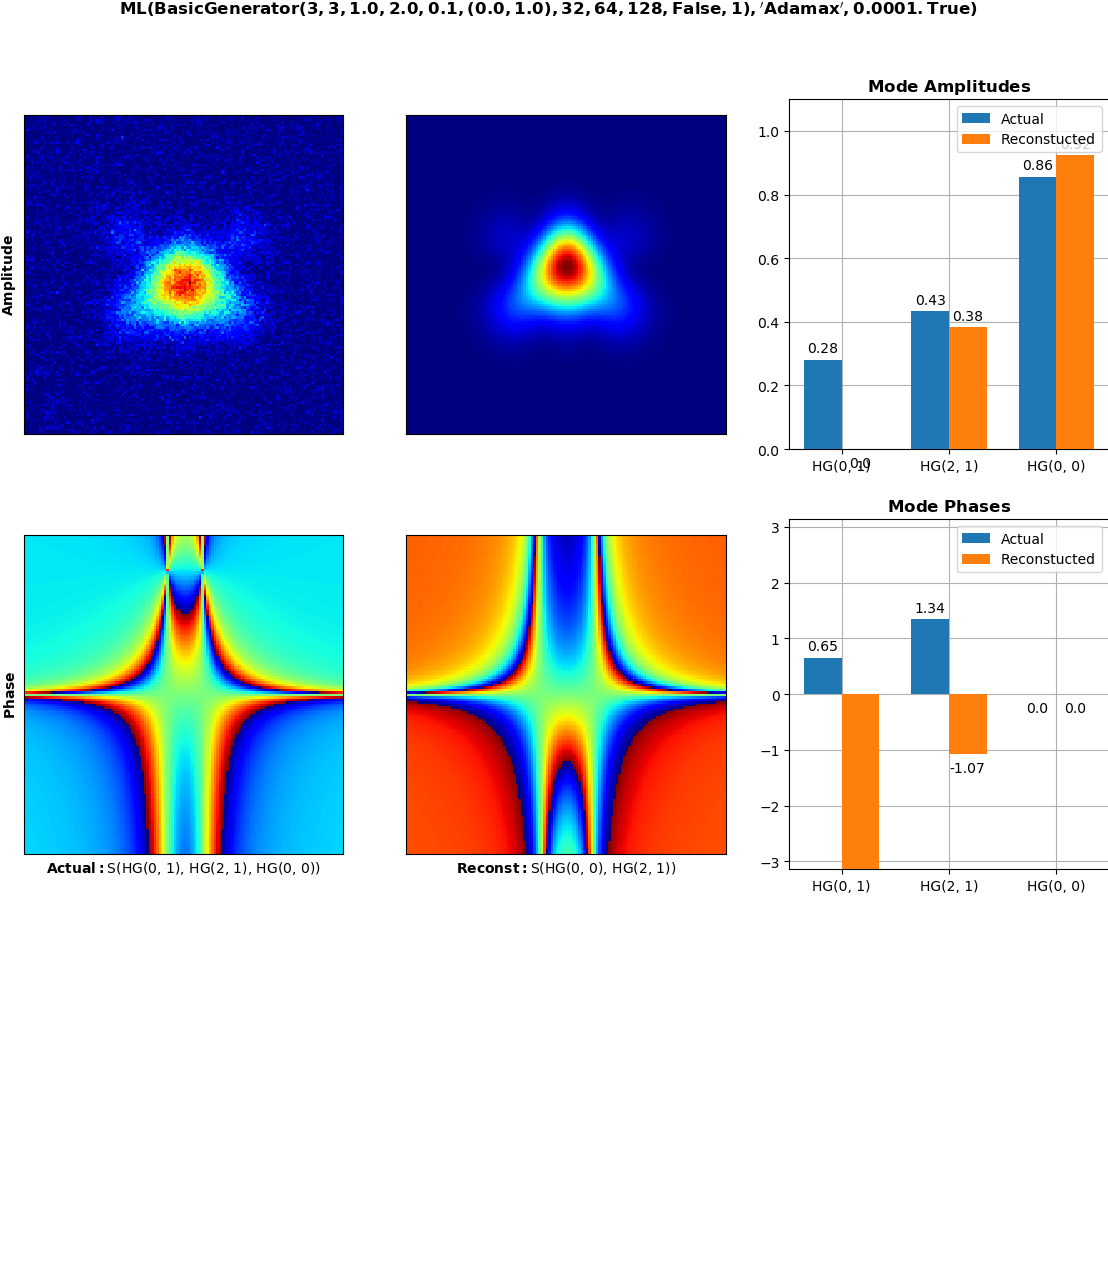 ML(BasicGenerator(3, 3, 1.0, 2.0, 0.1, (0.0, 1.0), 32, 64, 128, False, 1), ′Adamax′, 0.0001. True)
Mode Amplitudes
Amplitude
1.0
0.8
0.6
0.4
0.2
0.0
Actual
Reconstucted
0.28
0.0
0.43
0.38
0.86
0.92
HG(0, 1)
HG(2, 1)
HG(0, 0)
Mode Phases
Phase
3
2
1
0
−1
−2
−3
Actual
Reconstucted
0.65
1.34
-1.07
0.0
0.0
HG(0, 1)
HG(2, 1)
HG(0, 0)
Actual: S(HG(0, 1), HG(2, 1), HG(0, 0))
Reconst: S(HG(0, 0), HG(2, 1))